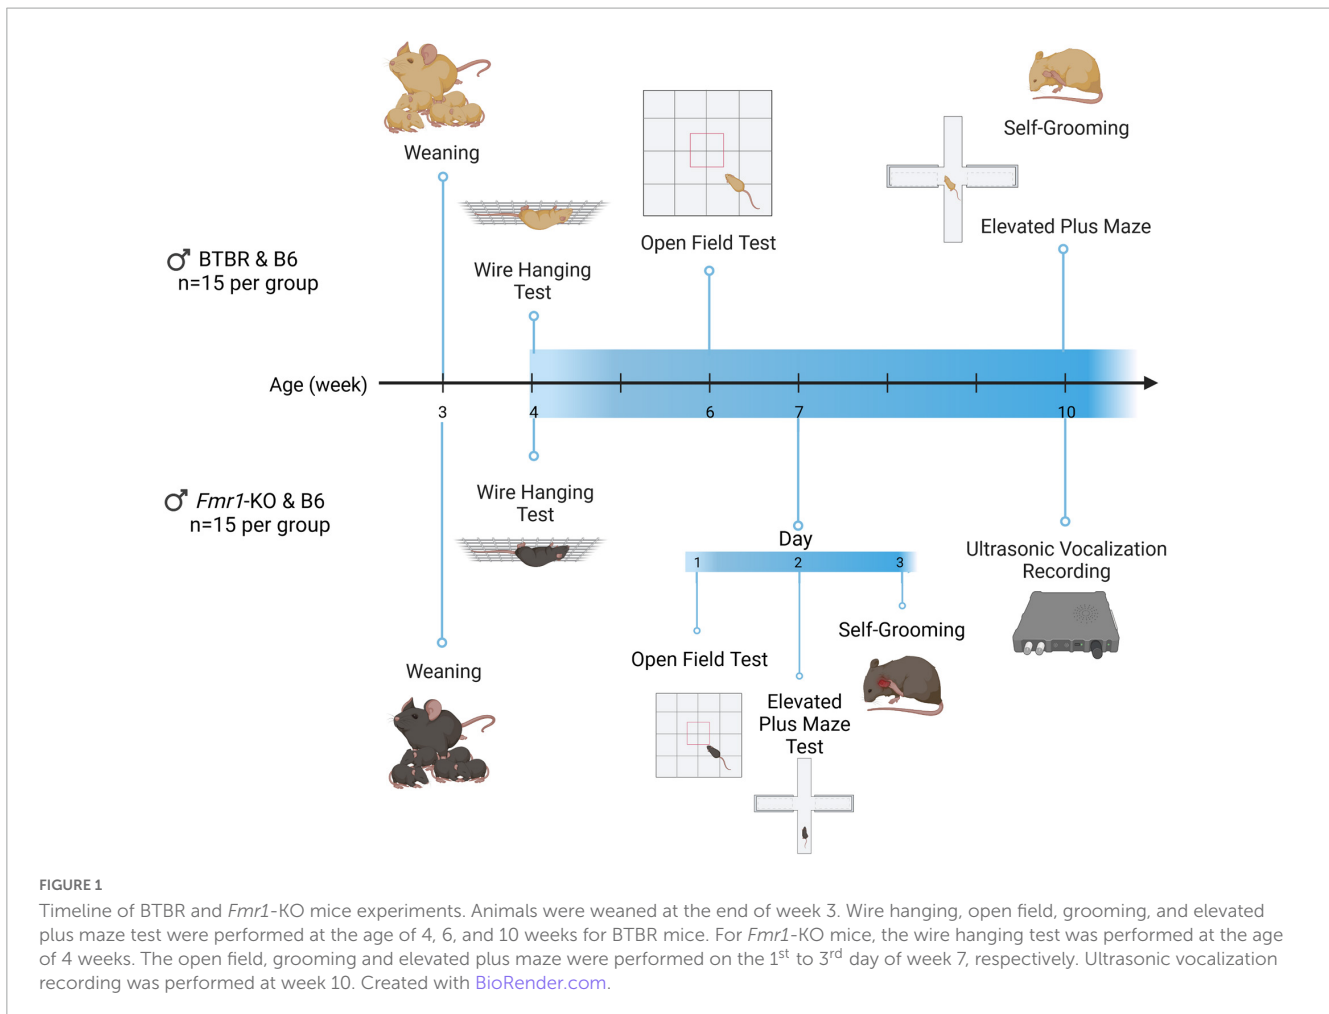 Weaning
Self-Grooming
Open Field Test
Elevated Plus Maze
♂ BTBR & B6
n=15 per group
Wire Hanging
Test
Age (week)
3
4
6
7
10
♂ Fmr1-KO & B6
n=15 per group
Wire Hanging
Test
Day
1
2
3
Ultrasonic Vocalization
Recording
Self-Grooming
Open Field Test
Weaning
Elevated
Plus Maze
Test
FIGURE 1
Timeline of BTBR and Fmr1-KO mice experiments. Animals were weaned at the end of week 3. Wire hanging, open field, grooming, and elevated
plus maze test were performed at the age of 4, 6, and 10 weeks for BTBR mice. For Fmr1-KO mice, the wire hanging test was performed at the age
of 4 weeks. The open field, grooming and elevated plus maze were performed on the 1st to 3rd day of week 7, respectively. Ultrasonic vocalization
recording was performed at week 10. Created with BioRender.com.